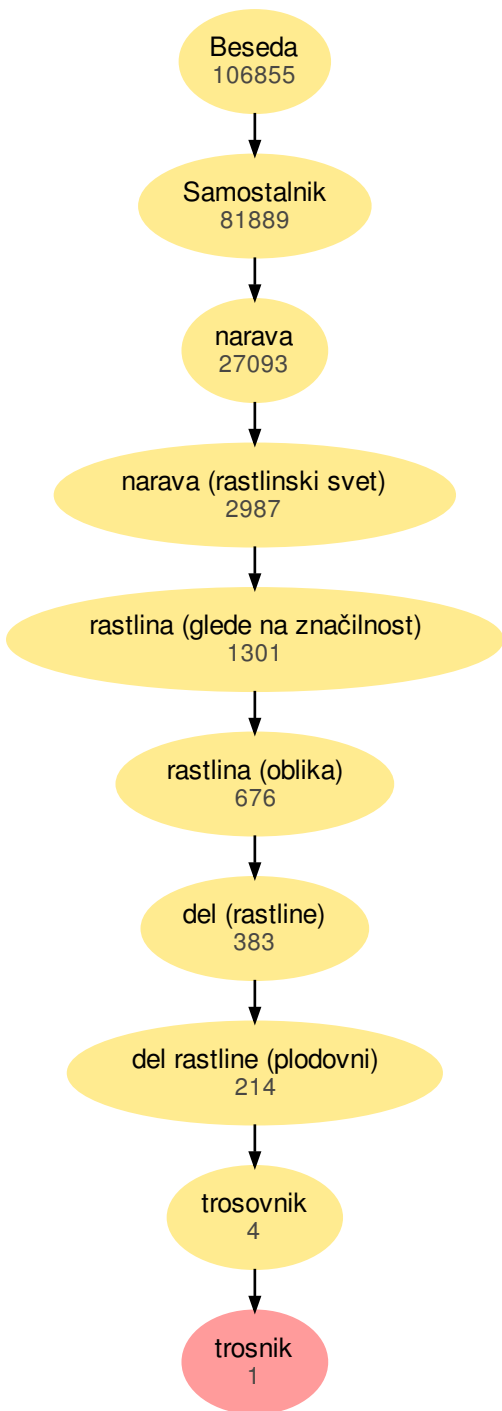 Beseda
106855
Samostalnik
81889
narava
27093
narava (rastlinski svet)
2987
rastlina (glede na značilnost)
1301
rastlina (oblika)
676
del (rastline)
383
del rastline (plodovni)
214
trosovnik
4
trosnik
1